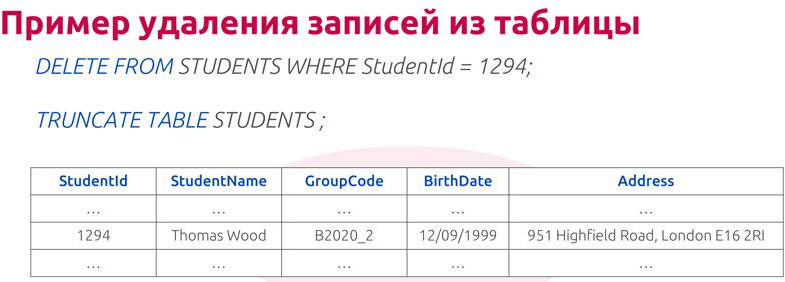 Пример удаления записей из таблицы
DELETE FROM STUDENTS WHERE StudentId = 1294;
TRUNCATE TABLE STUDENTS ;
StudentId StudentName GroupCode BirthDate Address
... ... ... ... ...
1294 Thomas Wood B2020_2 12/09/1999 951 Highfield Road, London E16 2RI
... ... ... ... ...